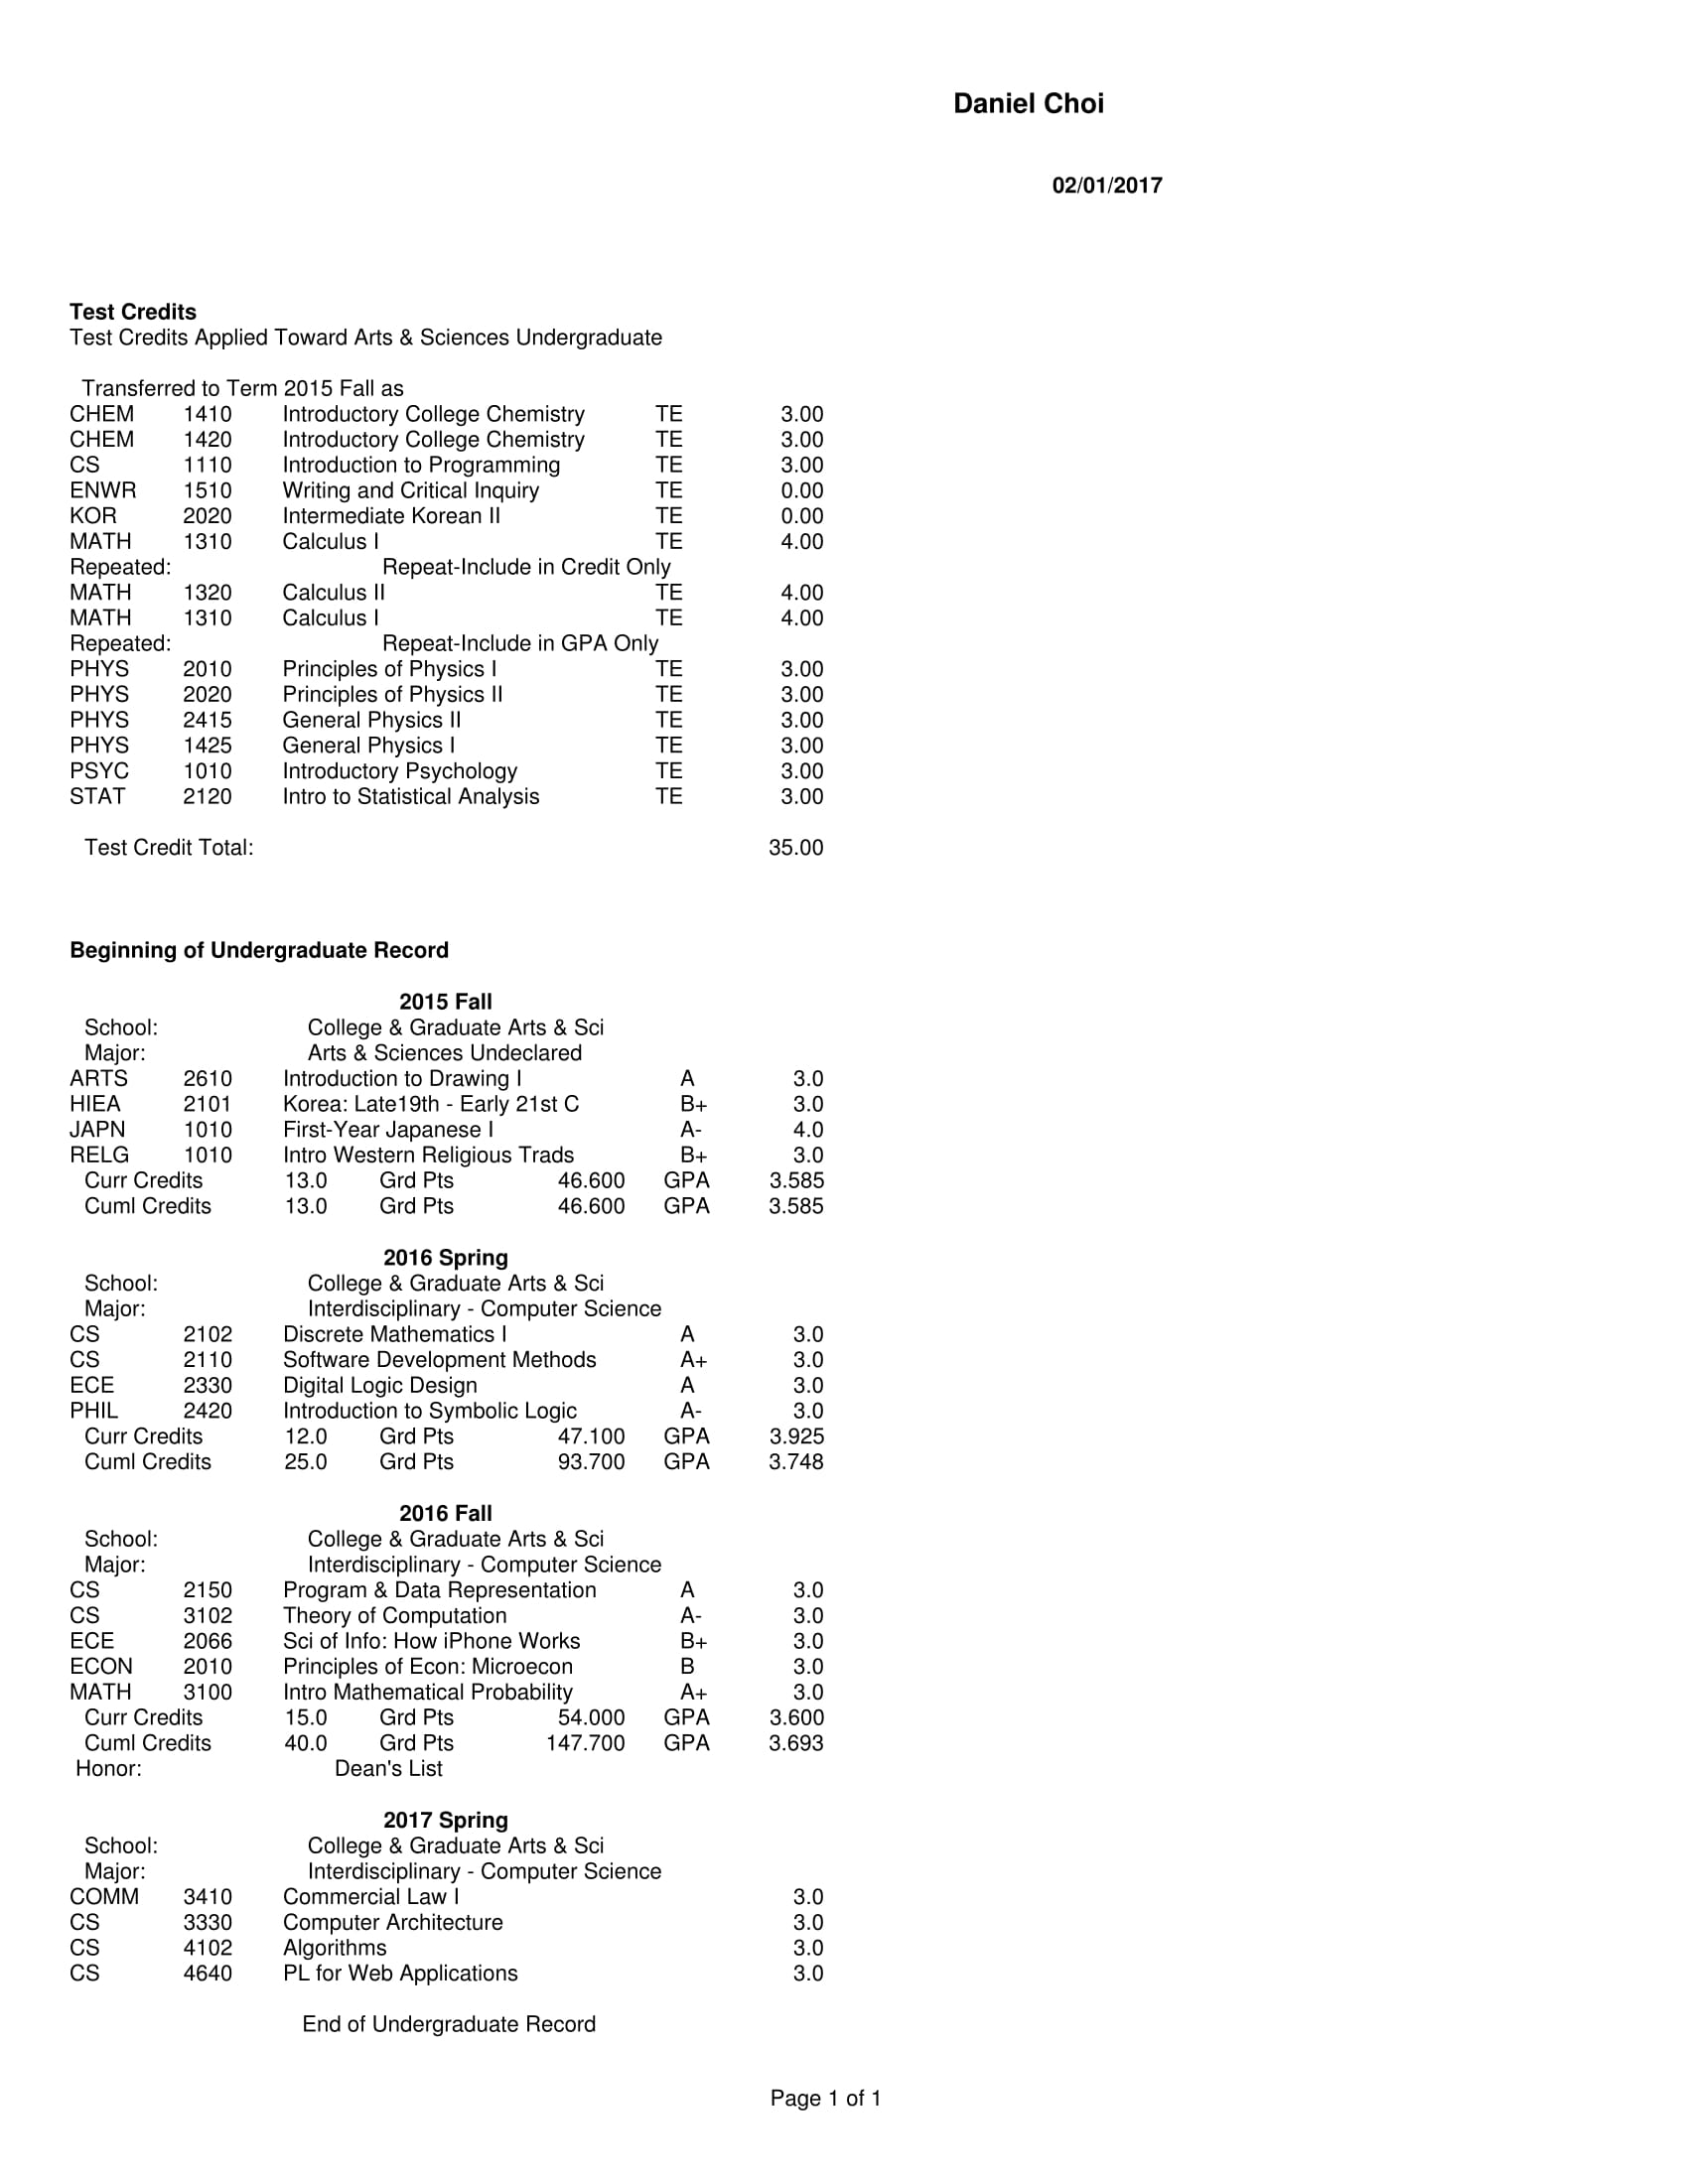 Daniel Choi
02/01/2017
Test Credits
Test Credits Applied Toward Arts & Sciences Undergraduate
Transferred to Term 2015 Fall as
CHEM 1410 Introductory College Chemistry TE 3.00
CHEM 1420 Introductory College Chemistry TE 3.00
CS 1110 Introduction to Programming TE 3.00
ENWR 1510 Writing and Critical Inquiry TE 0.00
KOR 2020 Intermediate Korean II TE 0.00
MATH 1310 Calculus I TE 4.00
Repeated: Repeat-Include in Credit Only
MATH 1320 Calculus II TE 4.00
MATH 1310 Calculus I TE 4.00
Repeated: Repeat-Include in GPA Only
PHYS 2010 Principles of Physics I TE 3.00
PHYS 2020 Principles of Physics II TE 3.00
PHYS 2415 General Physics II TE 3.00
PHYS 1425 General Physics I TE 3.00
PSYC 1010 Introductory Psychology TE 3.00
STAT 2120 Intro to Statistical Analysis TE 3.00
Test Credit Total: 35.00
Beginning of Undergraduate Record
2015 Fall
School: College & Graduate Arts & Sci
Major: Arts & Sciences Undeclared
ARTS 2610 Introduction to Drawing I A 3.0
HIEA 2101 Korea: Late19th - Early 21st C B+ 3.0
JAPN 1010 First-Year Japanese I A- 4.0
RELG 1010 Intro Western Religious Trads B+ 3.0
Curr Credits 13.0 Grd Pts 46.600 GPA 3.585
Cuml Credits 13.0 Grd Pts 46.600 GPA 3.585
2016 Spring
School: College & Graduate Arts & Sci
Major: Interdisciplinary - Computer Science
CS 2102 Discrete Mathematics I A 3.0
CS 2110 Software Development Methods A+ 3.0
ECE 2330 Digital Logic Design A 3.0
PHIL 2420 Introduction to Symbolic Logic A- 3.0
Curr Credits 12.0 Grd Pts 47.100 GPA 3.925
Cuml Credits 25.0 Grd Pts 93.700 GPA 3.748
2016 Fall
School: College & Graduate Arts & Sci
Major: Interdisciplinary - Computer Science
CS 2150 Program & Data Representation A 3.0
CS 3102 Theory of Computation A- 3.0
ECE 2066 Sci of Info: How iPhone Works B+ 3.0
ECON 2010 Principles of Econ: Microecon B 3.0
MATH 3100 Intro Mathematical Probability A+ 3.0
Curr Credits 15.0 Grd Pts 54.000 GPA 3.600
Cuml Credits 40.0 Grd Pts 147.700 GPA 3.693
Honor: Dean's List
2017 Spring
School: College & Graduate Arts & Sci
Major: Interdisciplinary - Computer Science
COMM 3410 Commercial Law I 3.0
CS 3330 Computer Architecture 3.0
CS 4102 Algorithms 3.0
CS 4640 PL for Web Applications 3.0
End of Undergraduate Record
Page 1 of 1